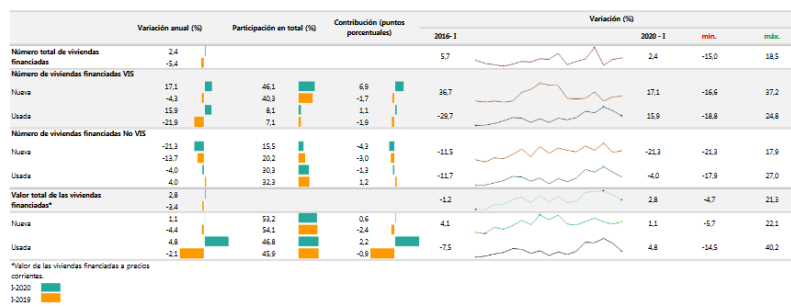 Variación anual (%) Participación en total (%) Contribución (puntos porcentuales) Variación (%)
2016- I 2020 - I mín. máx.
Número total de viviendas financiadas 2,4 5,7 2,4 -15,0 18,5
-5,4
Número de viviendas financiadas VIS
Nueva 17,1 46,1 6,9 36,7 17,1 -16,6 37,2
-4,3 40,3 -1,7
Usada 15,9 8,1 1,1 -29,7 15,9 -18,8 24,8
-21,9 7,1 -1,9
Número de viviendas financiadas No VIS
Nueva -21,3 15,5 -4,3 -11,5 -21,3 -21,3 17,9
-13,7 20,2 -3,0
Usada -4,0 30,3 -1,3 -11,7 -4,0 -17,9 27,0
4,0 32,3 1,2
Valor total de las viviendas financiadas* 2,8 -1,2 2,8 -4,7 21,3
-3,4
Nueva 1,1 53,2 0,6 4,1 1,1 -5,7 22,1
-4,4 54,1 -2,4
Usada 4,8 46,8 2,2 -7,5 4,8 -14,5 40,2
-2,1 45,9 -0,9
*Valor de las viviendas financiadas a precios
corrientes.
I-2020
I-2019